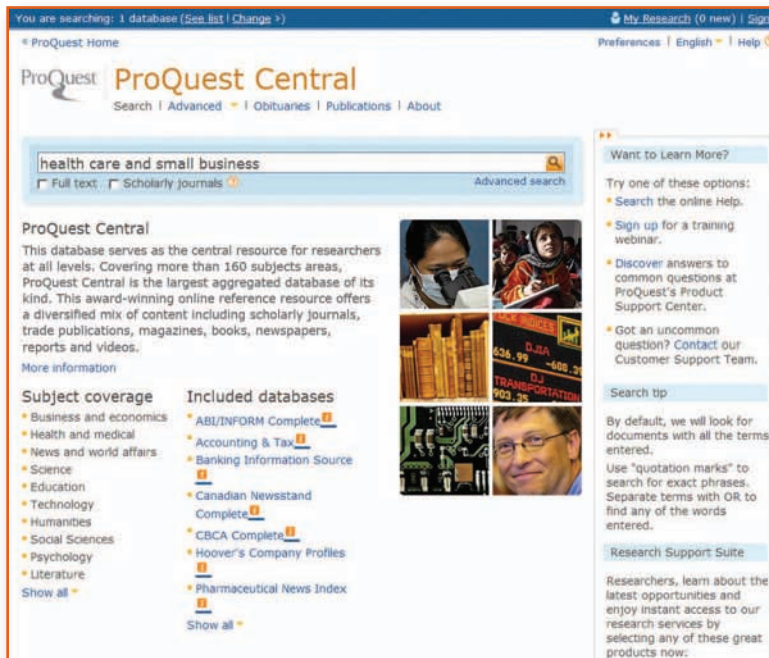 You are searching: 1 database (See list | Change >)
My Research (0 new) | Sign
« ProQuest Home
Preferences | English | Help
ProQuest
ProQuest Central
Search | Advanced | Obituaries | Publications | About
health care and small business
Full text Scholarly journals
Advanced search
ProQuest Central
This database serves as the central resource for researchers
at all levels. Covering more than 160 subjects areas,
ProQuest Central is the largest aggregated database of its
kind. This award-winning online reference resource offers
a diversified mix of content including scholarly journals,
trade publications, magazines, books, newspapers,
reports and videos.
More information
Subject coverage
Business and economics
Health and medical
News and world affairs
Science
Education
Technology
Humanities
Social Sciences
Psychology
Literature
Show all
Included databases
ABI/INFORM Complete
Accounting & Tax
Banking Information Source
Canadian Newsstand
Complete
CBCA Complete
Hoover's Company Profiles
Pharmaceutical News Index
Show all
DJIA
636.99 -608.39
DJ
TRANSPORTATION
903.35
Want to Learn More?
Try one of these options:
Search the online Help.
Sign up for a training
webinar.
Discover answers to
common questions at
ProQuest's Product
Support Center.
Got an uncommon
question? Contact our
Customer Support Team.
Search tip
By default, we will look for
documents with all the terms
entered.
Use "quotation marks" to
search for exact phrases.
Separate terms with OR to
find any of the words
entered.
Research Support Suite
Researchers, learn about the
latest opportunities and
enjoy instant access to our
research services by
selecting any of these great
products now: